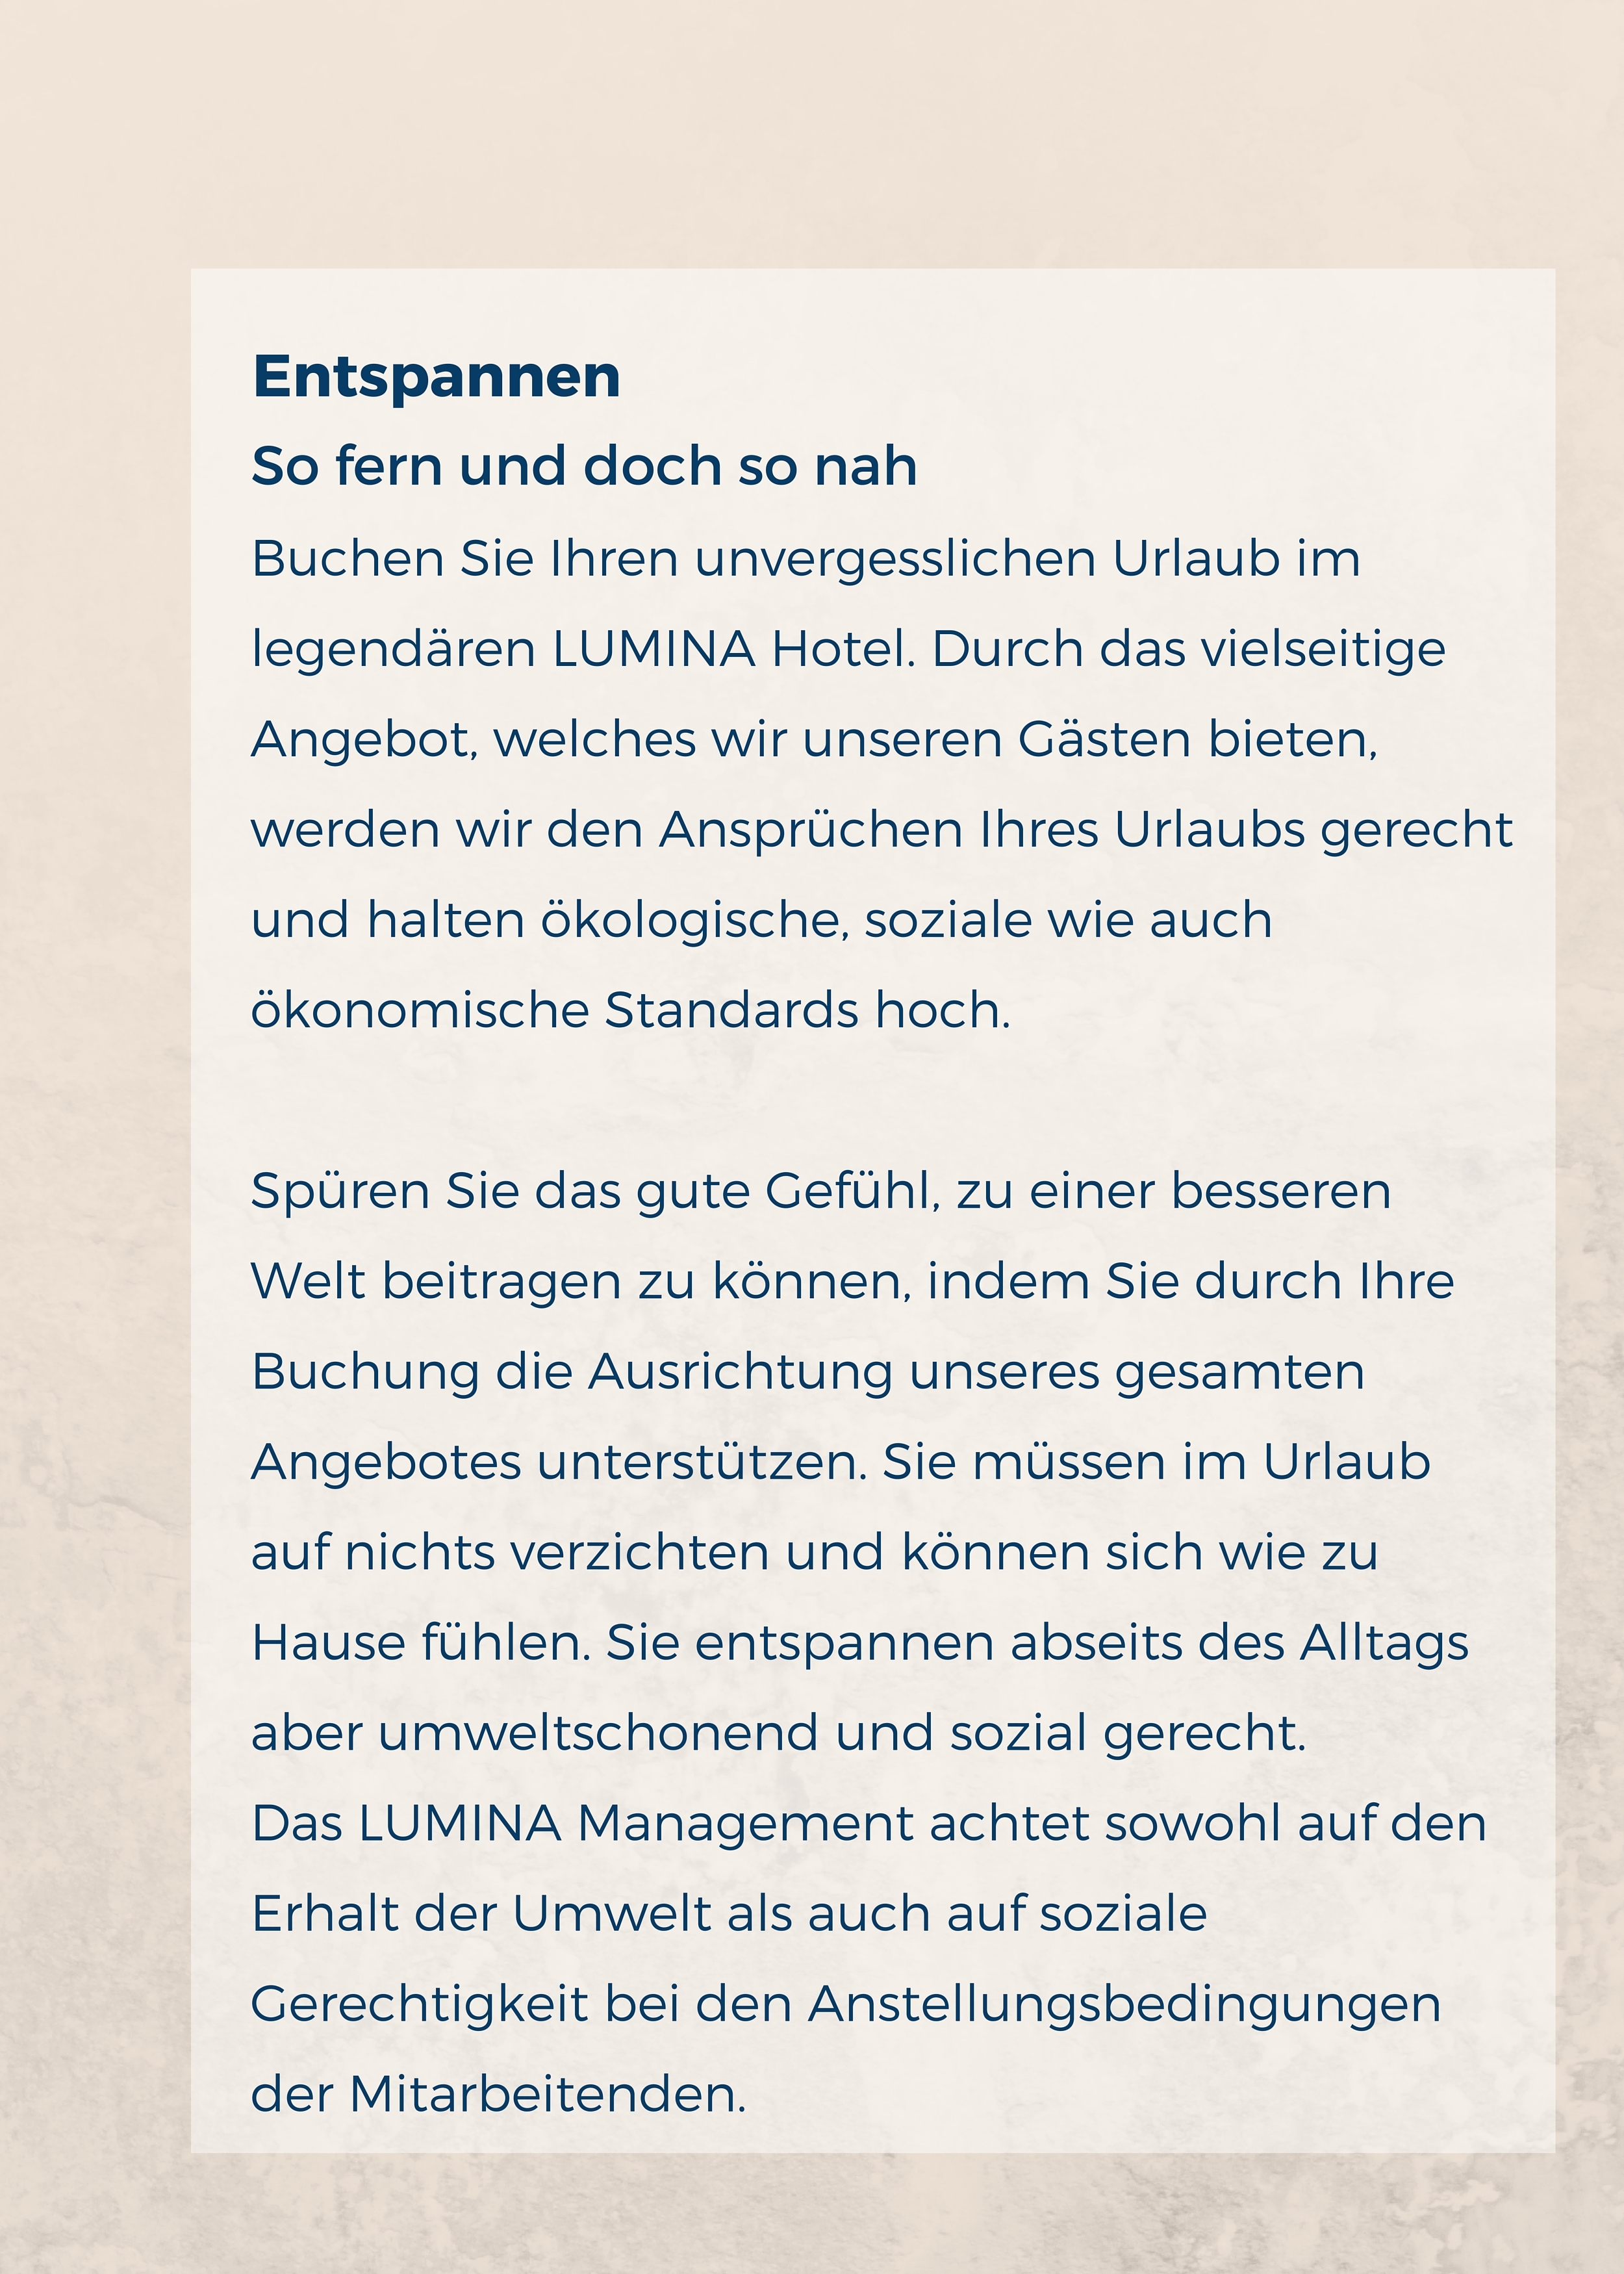 Entspannen
So fern und doch so nah
Buchen Sie Ihren unvergesslichen Urlaub im
legendären LUMINA Hotel. Durch das vielseitige
Angebot, welches wir unseren Gästen bieten,
werden wir den Ansprüchen Ihres Urlaubs gerecht
und halten ökologische, soziale wie auch
ökonomische Standards hoch.
Spüren Sie das gute Gefühl, zu einer besseren
Welt beitragen zu können, indem Sie durch Ihre
Buchung die Ausrichtung unseres gesamten
Angebotes unterstützen. Sie müssen im Urlaub
auf nichts verzichten und können sich wie zu
Hause fühlen. Sie entspannen abseits des Alltags
aber umweltschonend und sozial gerecht.
Das LUMINA Management achtet sowohl auf den
Erhalt der Umwelt als auch auf soziale
Gerechtigkeit bei den Anstellungsbedingungen
der Mitarbeitenden.